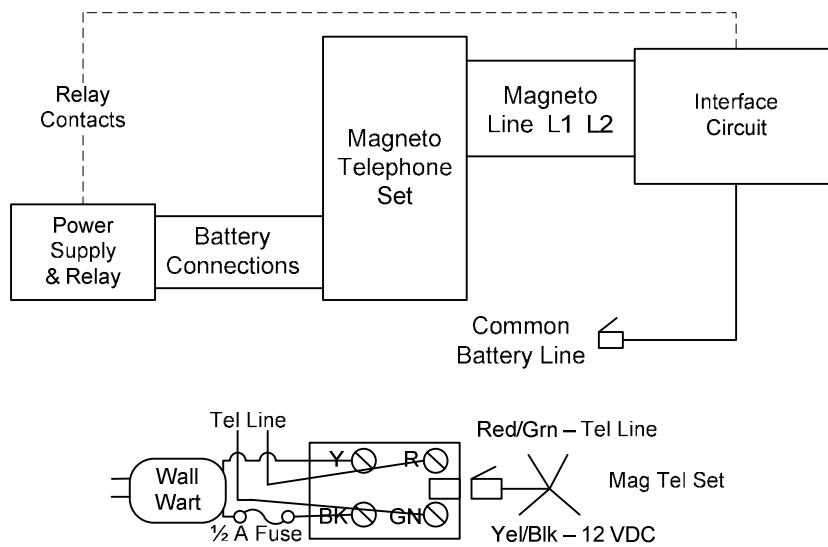 Relay
Contacts
Magneto
Telephone
Set
Magneto
Line L1 L2
Interface
Circuit
Power
Supply
& Relay
Battery
Connections
Common
Battery Line
Tel Line
Wall
Wart
½ A Fuse
Y
R
BK
GN
Red/Grn – Tel Line
Mag Tel Set
Yel/Blk – 12 VDC